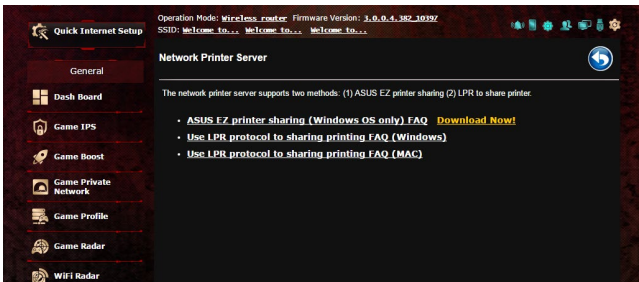 Quick Internet Setup
Operation Mode: Wireless router Firmware Version: 3.0.0.4.382_10397
SSID: Welcome to... Welcome to... Welcome to...
General
Dash Board
Game IPS
Game Boost
Game Private
Network
Game Profile
Game Radar
WiFi Radar
Network Printer Server
The network printer server supports two methods: (1) ASUS EZ printer sharing (2) LPR to share printer.
ASUS EZ printer sharing (Windows OS only) FAQ Download Now!
Use LPR protocol to sharing printing FAQ (Windows)
Use LPR protocol to sharing printing FAQ (MAC)